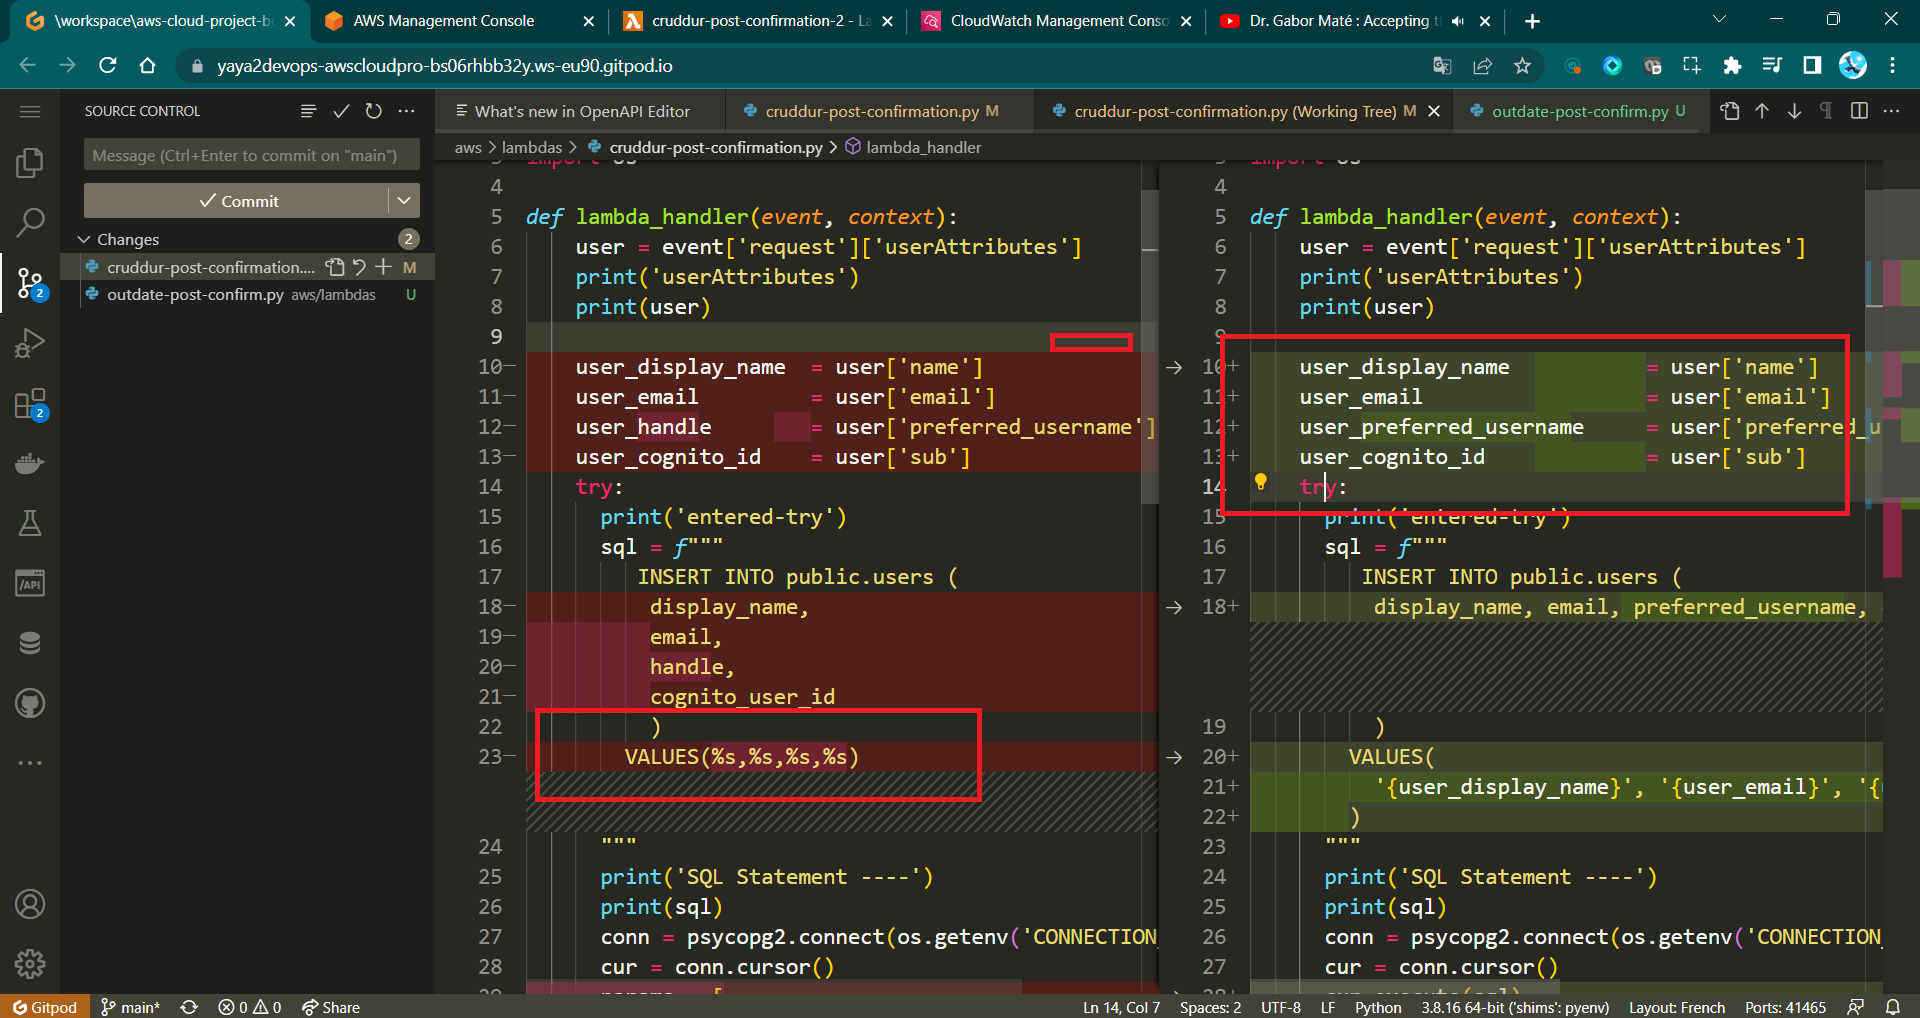 \workspace\aws-cloud-project-b
AWS Management Console
cruddur-post-confirmation-2 - La
CloudWatch Management Conso
Dr. Gabor Maté : Accepting t
yaya2devops-awscloudpro-bs06rhbb32y.ws-eu90.gitpod.io
SOURCE CONTROL
What's new in OpenAPI Editor
cruddur-post-confirmation.py M
cruddur-post-confirmation.py (Working Tree) M
outdate-post-confirm.py U
Message (Ctrl+Enter to commit on "main")
Commit
Changes 2
cruddur-post-confirmation.... M
outdate-post-confirm.py aws/lambdas U
2
2
/API
aws > lambdas > cruddur-post-confirmation.py > lambda_handler
import os
4
5 def lambda_handler(event, context):
6 user = event['request']['userAttributes']
7 print('userAttributes')
8 print(user)
9
10− user_display_name = user['name']
11− user_email = user['email']
12− user_handle = user['preferred_username']
13− user_cognito_id = user['sub']
14 try:
15 print('entered-try')
16 sql = f"""
17 INSERT INTO public.users (
18− display_name,
19− email,
20− handle,
21− cognito_user_id
22 )
23− VALUES(%s,%s,%s,%s)
24 """
25 print('SQL Statement ----')
26 print(sql)
27 conn = psycopg2.connect(os.getenv('CONNECTION_
28 cur = conn.cursor()
import os
4
5 def lambda_handler(event, context):
6 user = event['request']['userAttributes']
7 print('userAttributes')
8 print(user)
9
10+ user_display_name = user['name']
11+ user_email = user['email']
12+ user_preferred_username = user['preferred_u
13+ user_cognito_id = user['sub']
14 try:
15 print('entered-try')
16 sql = f"""
17 INSERT INTO public.users (
18+ display_name, email, preferred_username,
19 )
20+ VALUES(
21+ '{user_display_name}', '{user_email}', '{
22+ )
23 """
24 print('SQL Statement ----')
25 print(sql)
26 conn = psycopg2.connect(os.getenv('CONNECTION_
27 cur = conn.cursor()
Gitpod main* 0 0 Share
Ln 14, Col 7 Spaces: 2 UTF-8 LF Python 3.8.16 64-bit ('shims': pyenv) Layout: French Ports: 41465